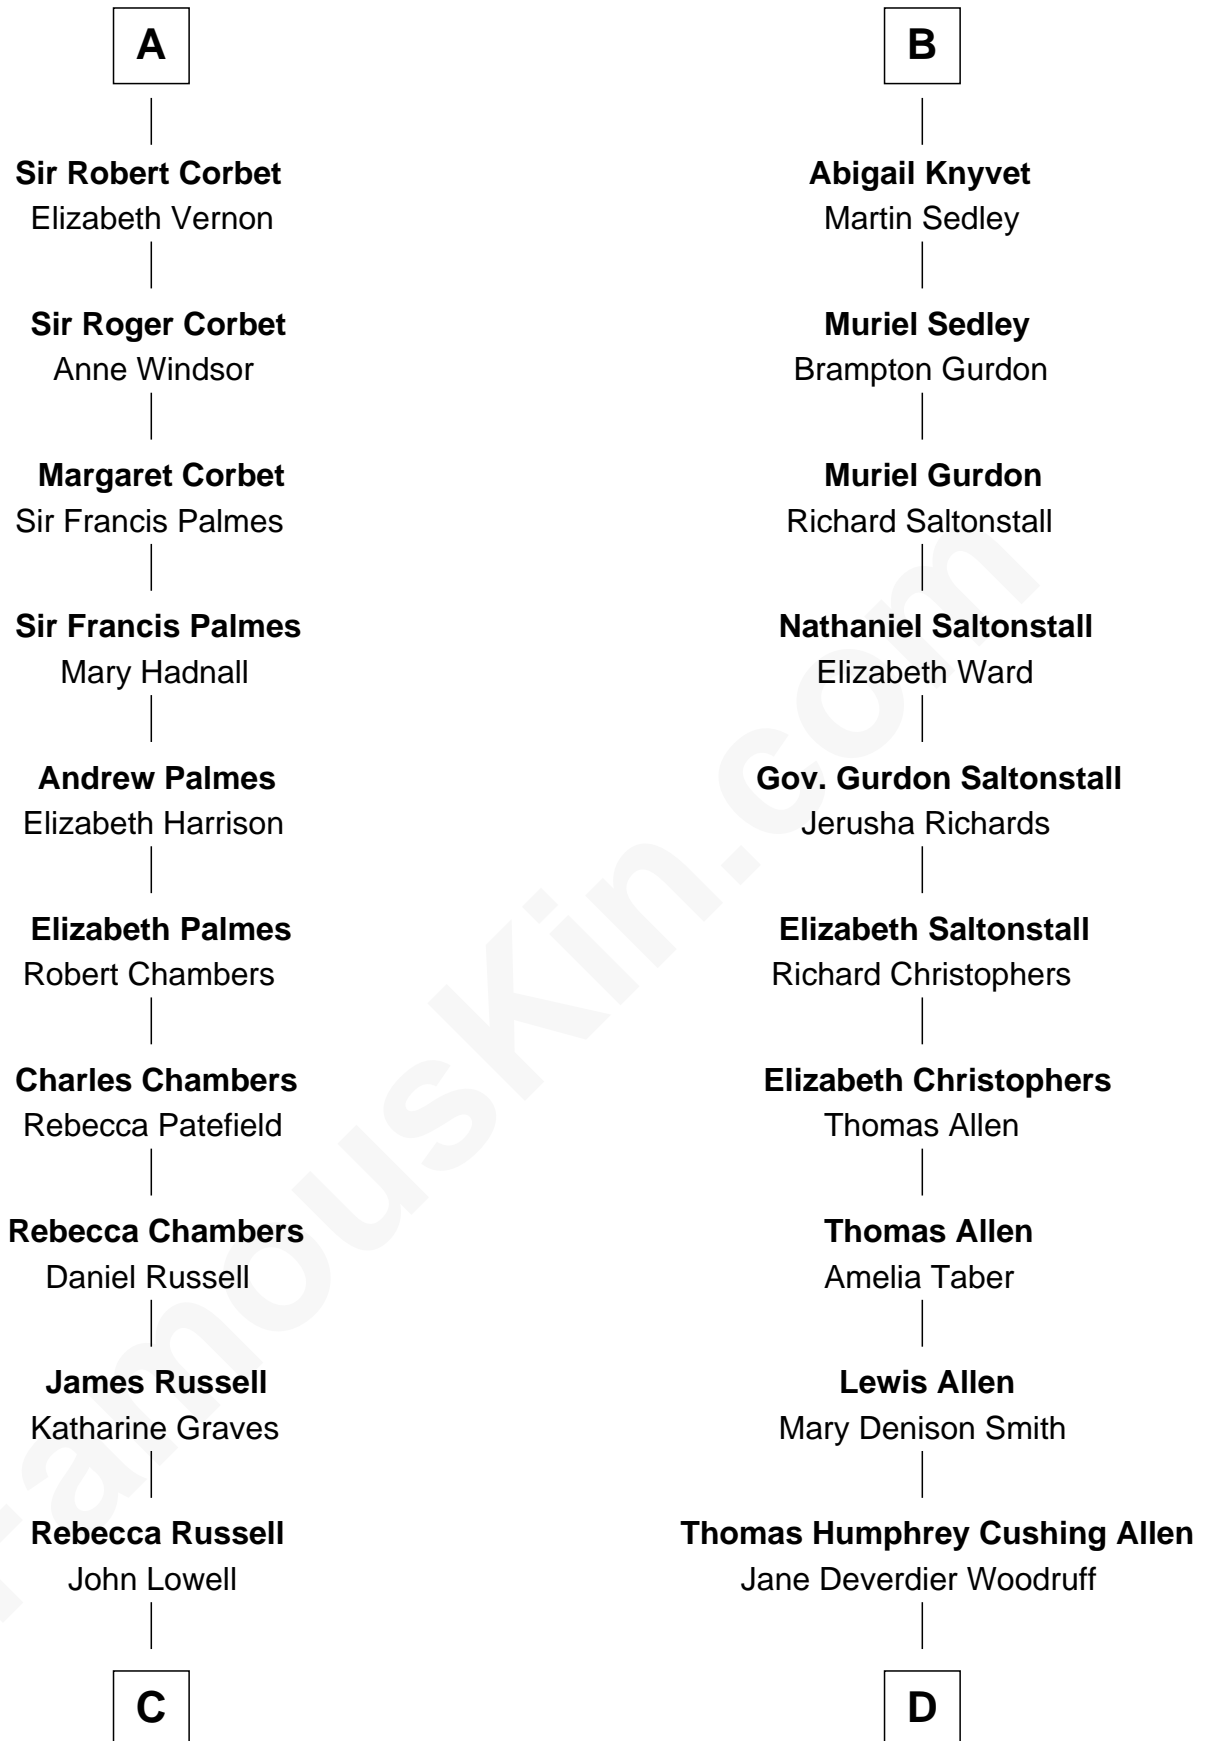 A
Sir Robert Corbet
Elizabeth Vernon
Sir Roger Corbet
Anne Windsor
Margaret Corbet
Sir Francis Palmes
Sir Francis Palmes
Mary Hadnall
Andrew Palmes
Elizabeth Harrison
Elizabeth Palmes
Robert Chambers
Charles Chambers
Rebecca Patefield
Rebecca Chambers
Daniel Russell
James Russell
Katharine Graves
Rebecca Russell
John Lowell
C
B
Abigail Knyvet
Martin Sedley
Muriel Sedley
Brampton Gurdon
Muriel Gurdon
Richard Saltonstall
Nathaniel Saltonstall
Elizabeth Ward
Gov. Gurdon Saltonstall
Jerusha Richards
Elizabeth Saltonstall
Richard Christophers
Elizabeth Christophers
Thomas Allen
Thomas Allen
Amelia Taber
Lewis Allen
Mary Denison Smith
Thomas Humphrey Cushing Allen
Jane Deverdier Woodruff
D
FamousKin.com